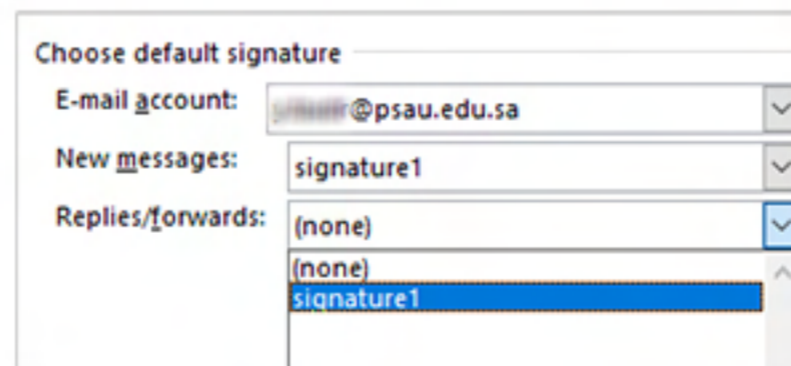 Choose default signature
E-mail account: @psau.edu.sa
New messages: signature1
Replies/forwards: (none)
(none)
signature1